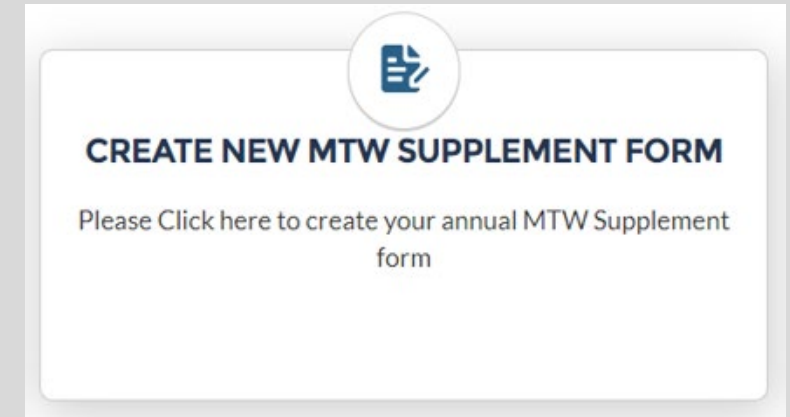 CREATE NEW MTW SUPPLEMENT FORM
Please Click here to create your annual MTW Supplement
form